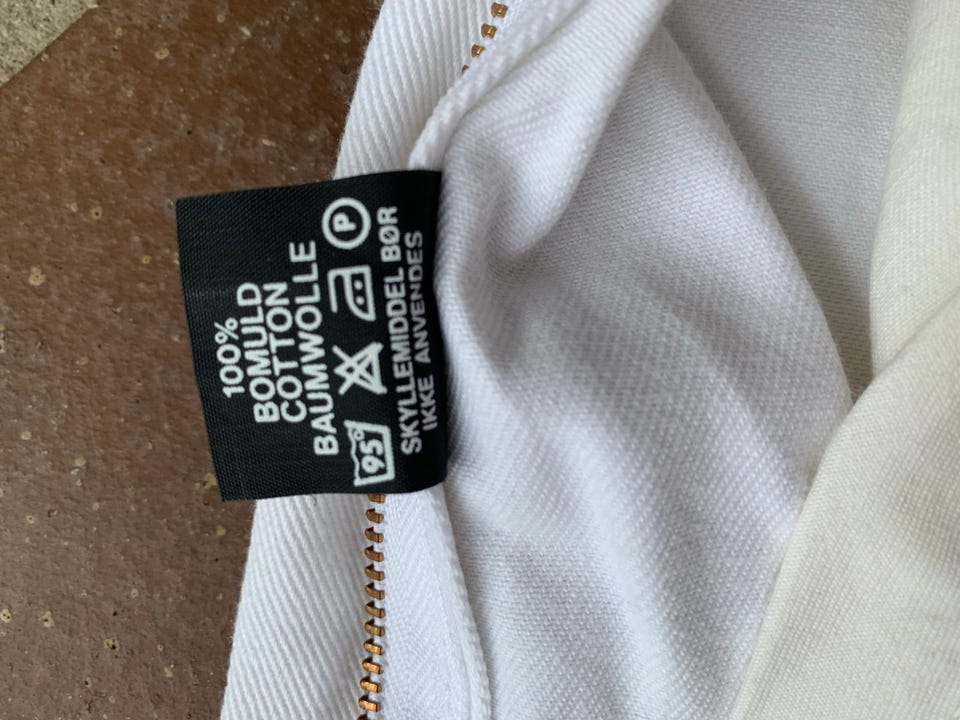 100%
BOMULD
COTTON
BAUMWOLLE
95° P
SKYLLEMIDDEL BØR
IKKE ANVENDES